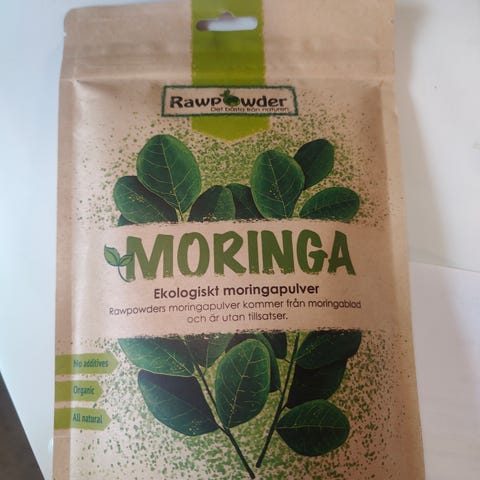 Rawpowder
Det bästa från naturen
MORINGA
Ekologiskt moringapulver
Rawpowders moringapulver kommer från moringablad
och är utan tillsatser.
No additives
Organic
All natural